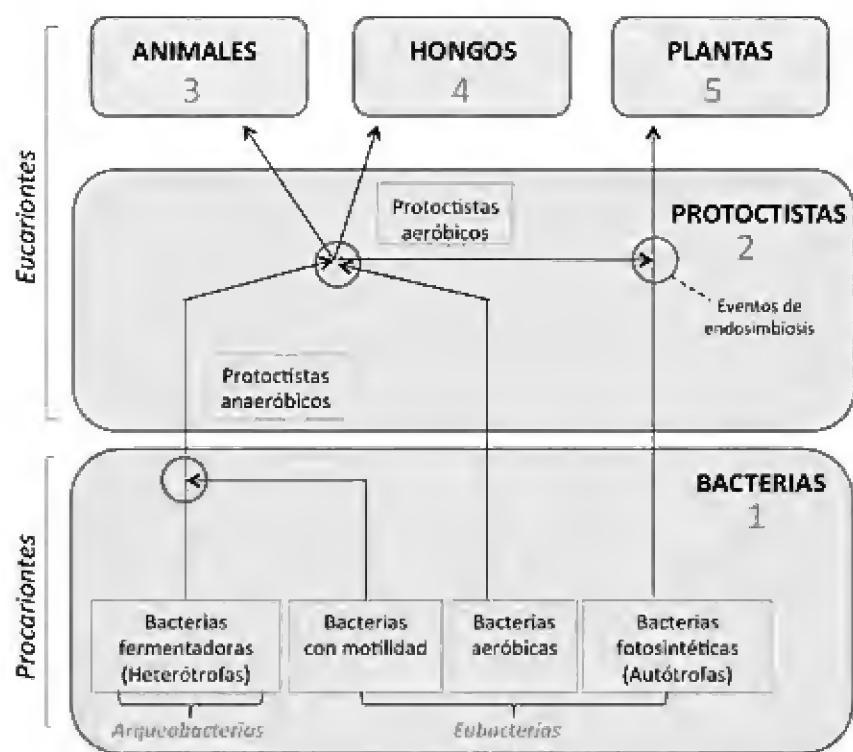 ANIMALES
3
HONGOS
4
PLANTAS
5
Eucariontes
Protoctistas
aeróbicos
PROTOCTISTAS
2
Eventos de
endosimbiosis
Protoctistas
anaeróbicos
Procariontes
BACTERIAS
1
Bacterias
fermentadoras
(Heterótrofas)
Bacterias
con motilidad
Bacterias
aeróbicas
Bacterias
fotosintéticas
(Autótrofas)
Arqueobacterias
Eubacterias